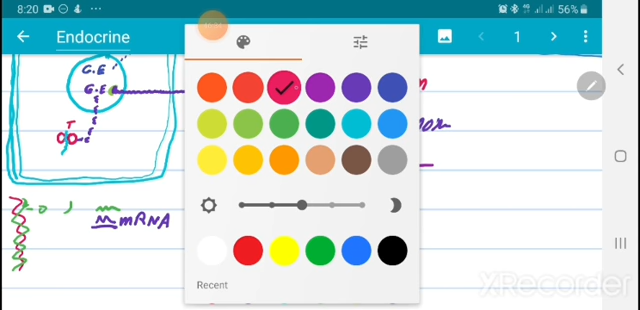 8:20 56%
Endocrine 1
G.E
G.E
T
mRNA
Recent
XRecorder